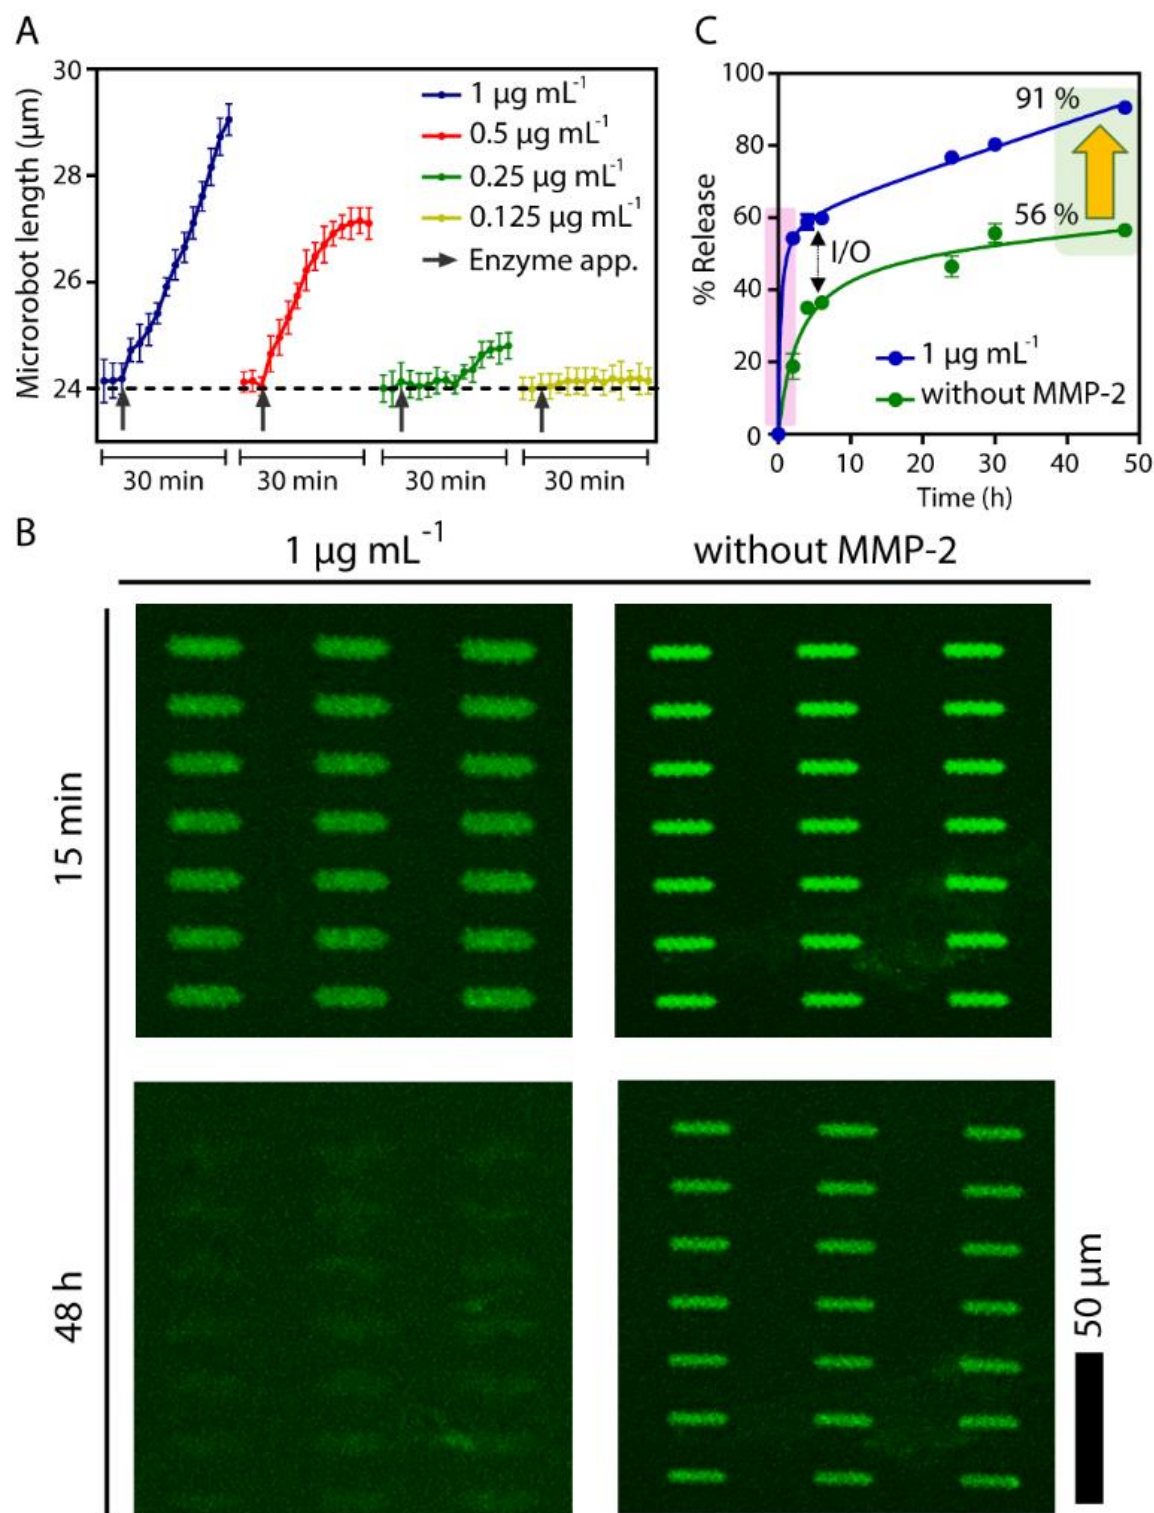 A
Microrobot length (µm)
30
28
26
24
1 µg mL-1
0.5 µg mL-1
0.25 µg mL-1
0.125 µg mL-1
Enzyme app.
30 min 30 min 30 min 30 min
C
% Release
100
80
60
40
20
0
91 %
56 %
I/O
1 µg mL-1
without MMP-2
0 10 20 30 40 50
Time (h)
B
1 µg mL-1 without MMP-2
15 min
48 h
50 µm